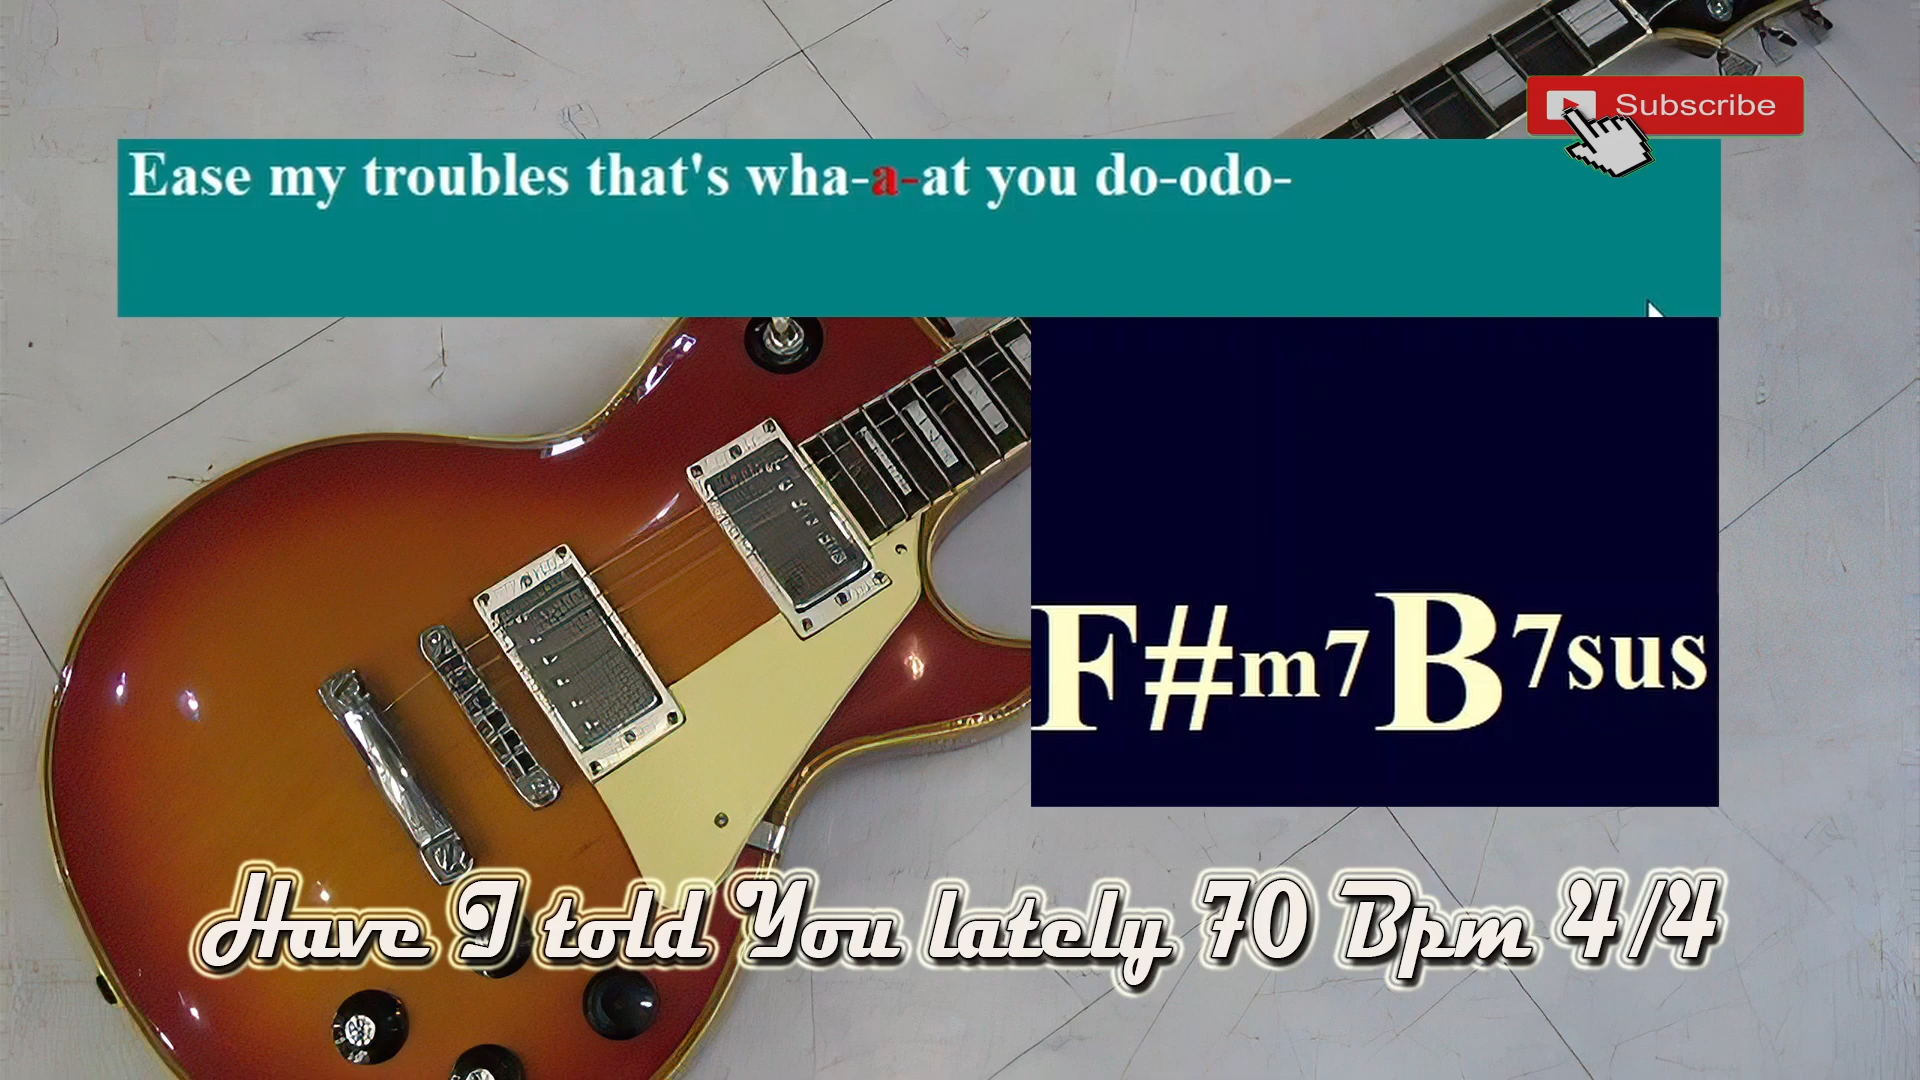 Subscribe
Ease my troubles that's wha-a-at you do-odo-
F#m7 B7sus
Have I told You lately 70 Bpm 4/4